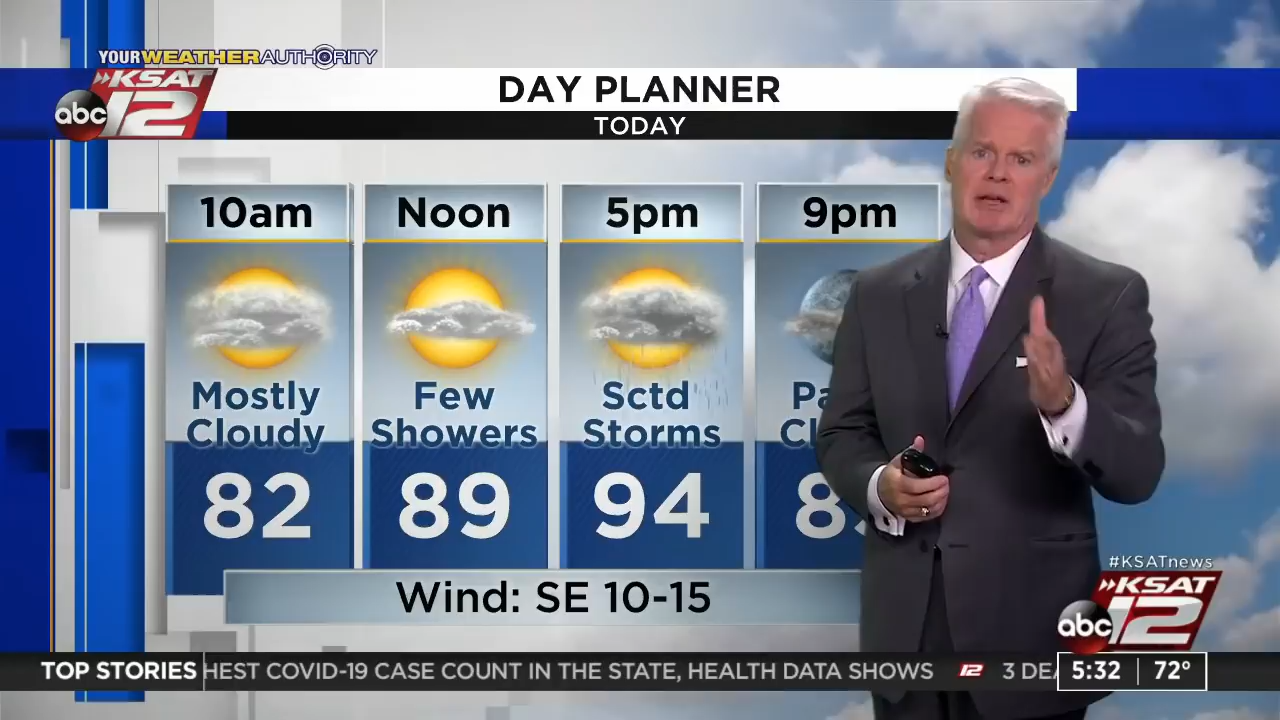 YOUR WEATHER AUTHORITY
KSAT
abc 12
DAY PLANNER
TODAY
10am
Noon
5pm
9pm
Mostly
Cloudy
Few
Showers
Sctd
Storms
82
89
94
Wind: SE 10-15
#KSATnews
KSAT
abc 12
TOP STORIES
COVID-19 CASE COUNT IN THE STATE, HEALTH DATA SHOWS 12 3
5:32 72°